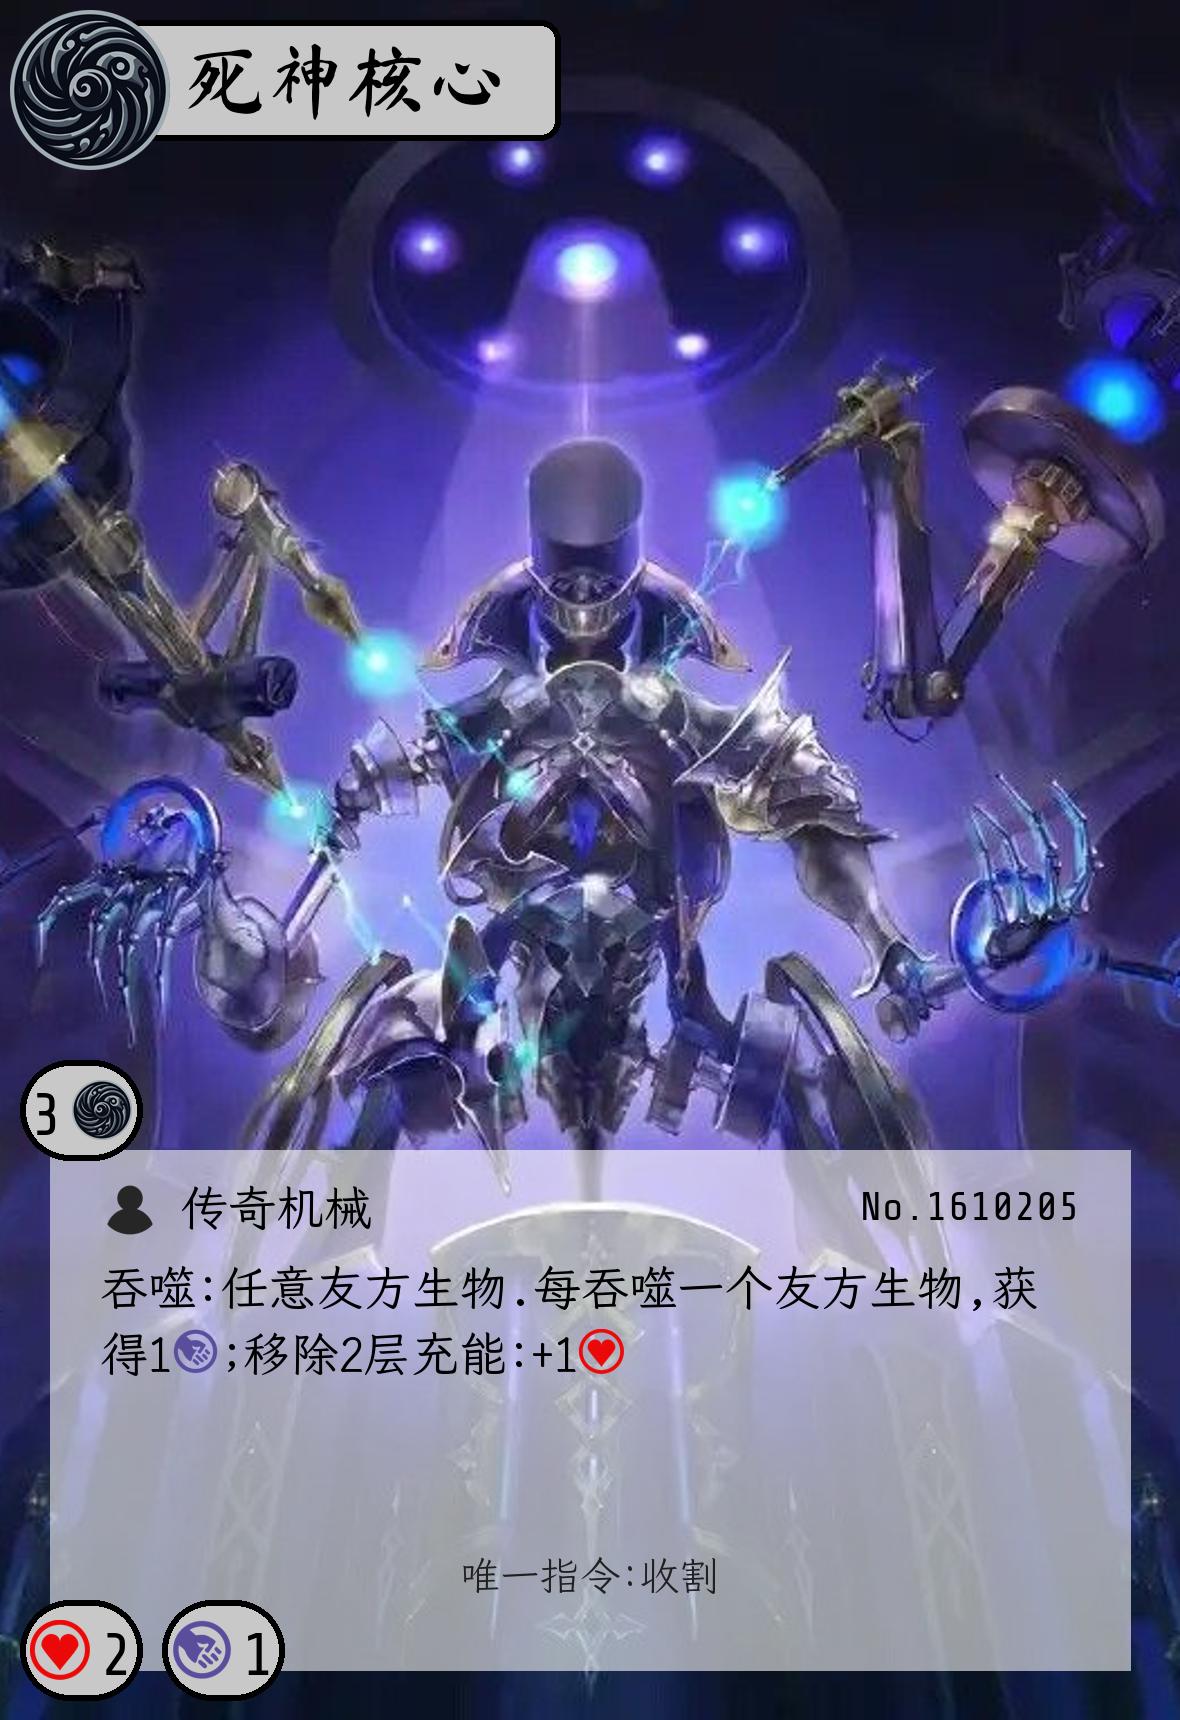 死神核心
3
传奇机械
No.1610205
吞噬:任意友方生物.每吞噬一个友方生物,获
得1;移除2层充能:+1
唯一指令:收割
2 1